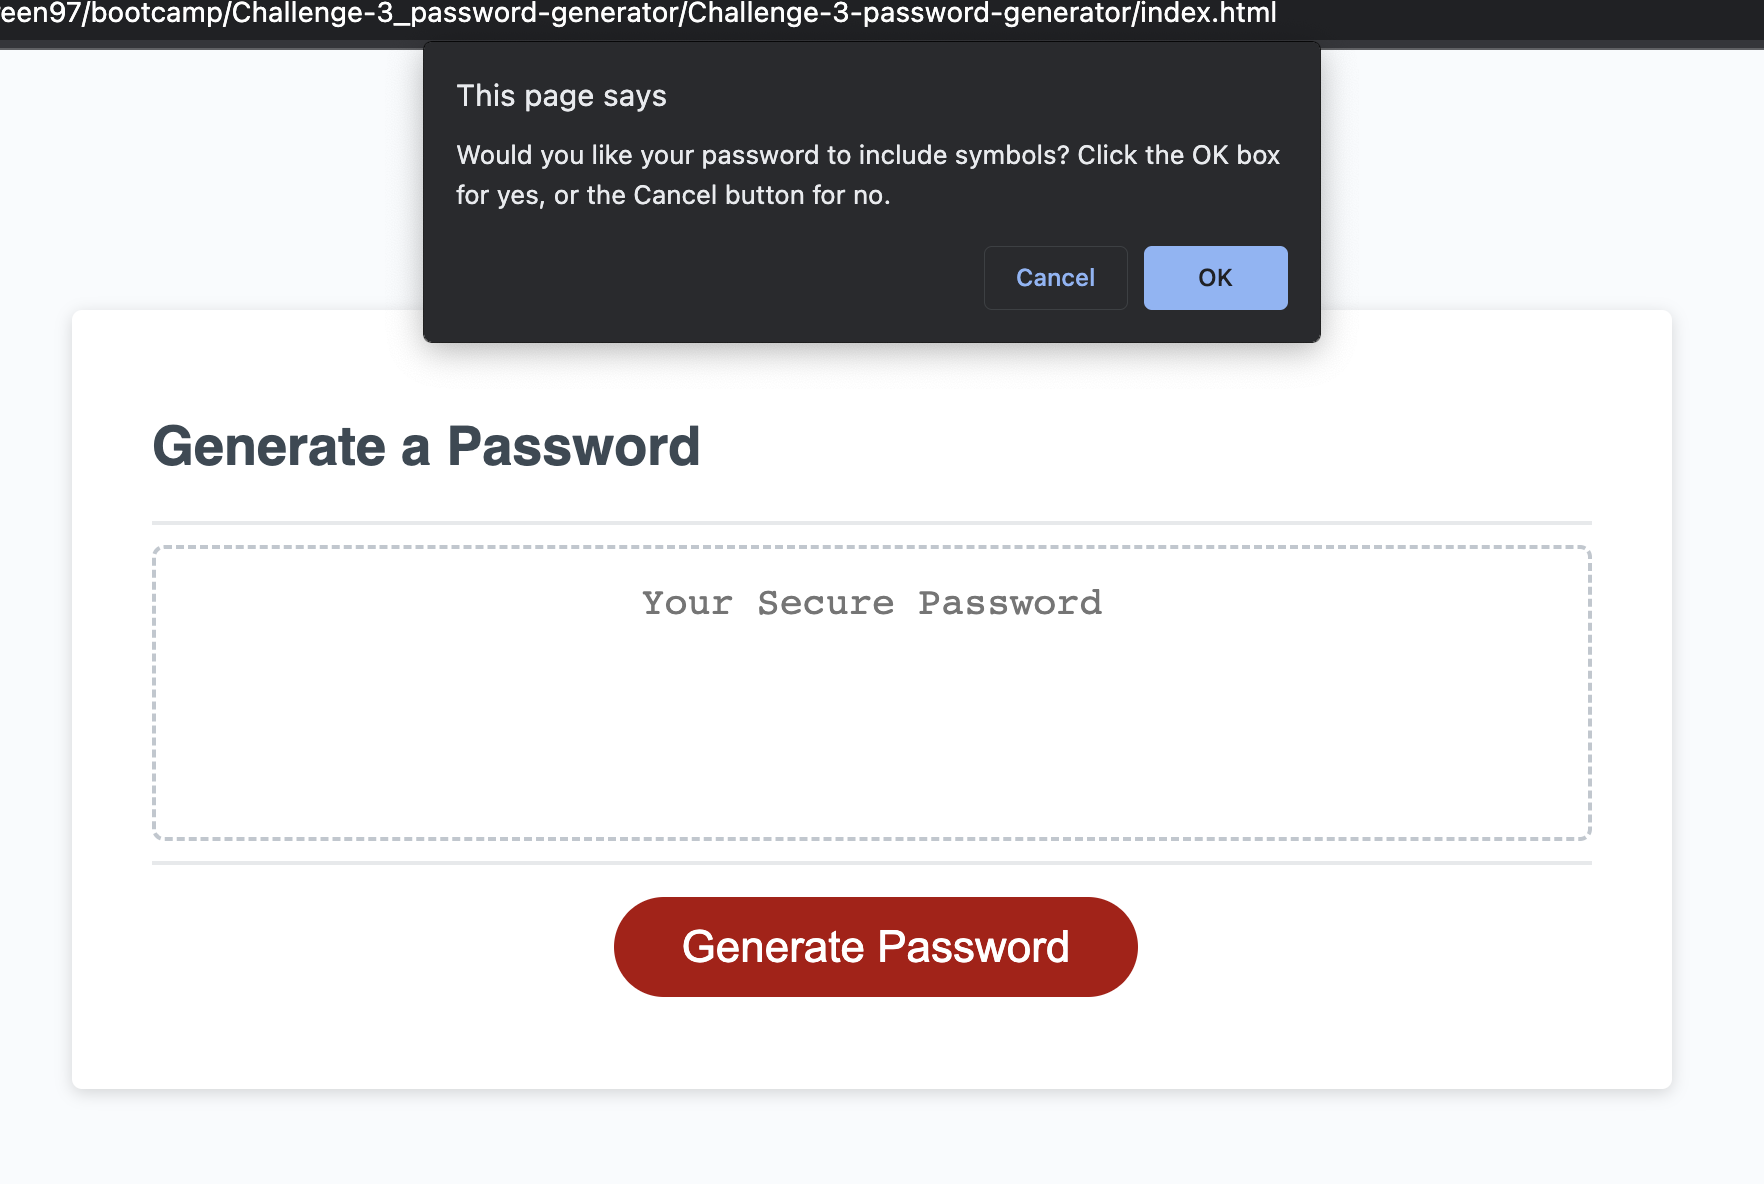 een97/bootcamp/Challenge-3_password-generator/Challenge-3-password-generator/index.html
This page says
Would you like your password to include symbols? Click the OK box
for yes, or the Cancel button for no.
Cancel OK
Generate a Password
Your Secure Password
Generate Password